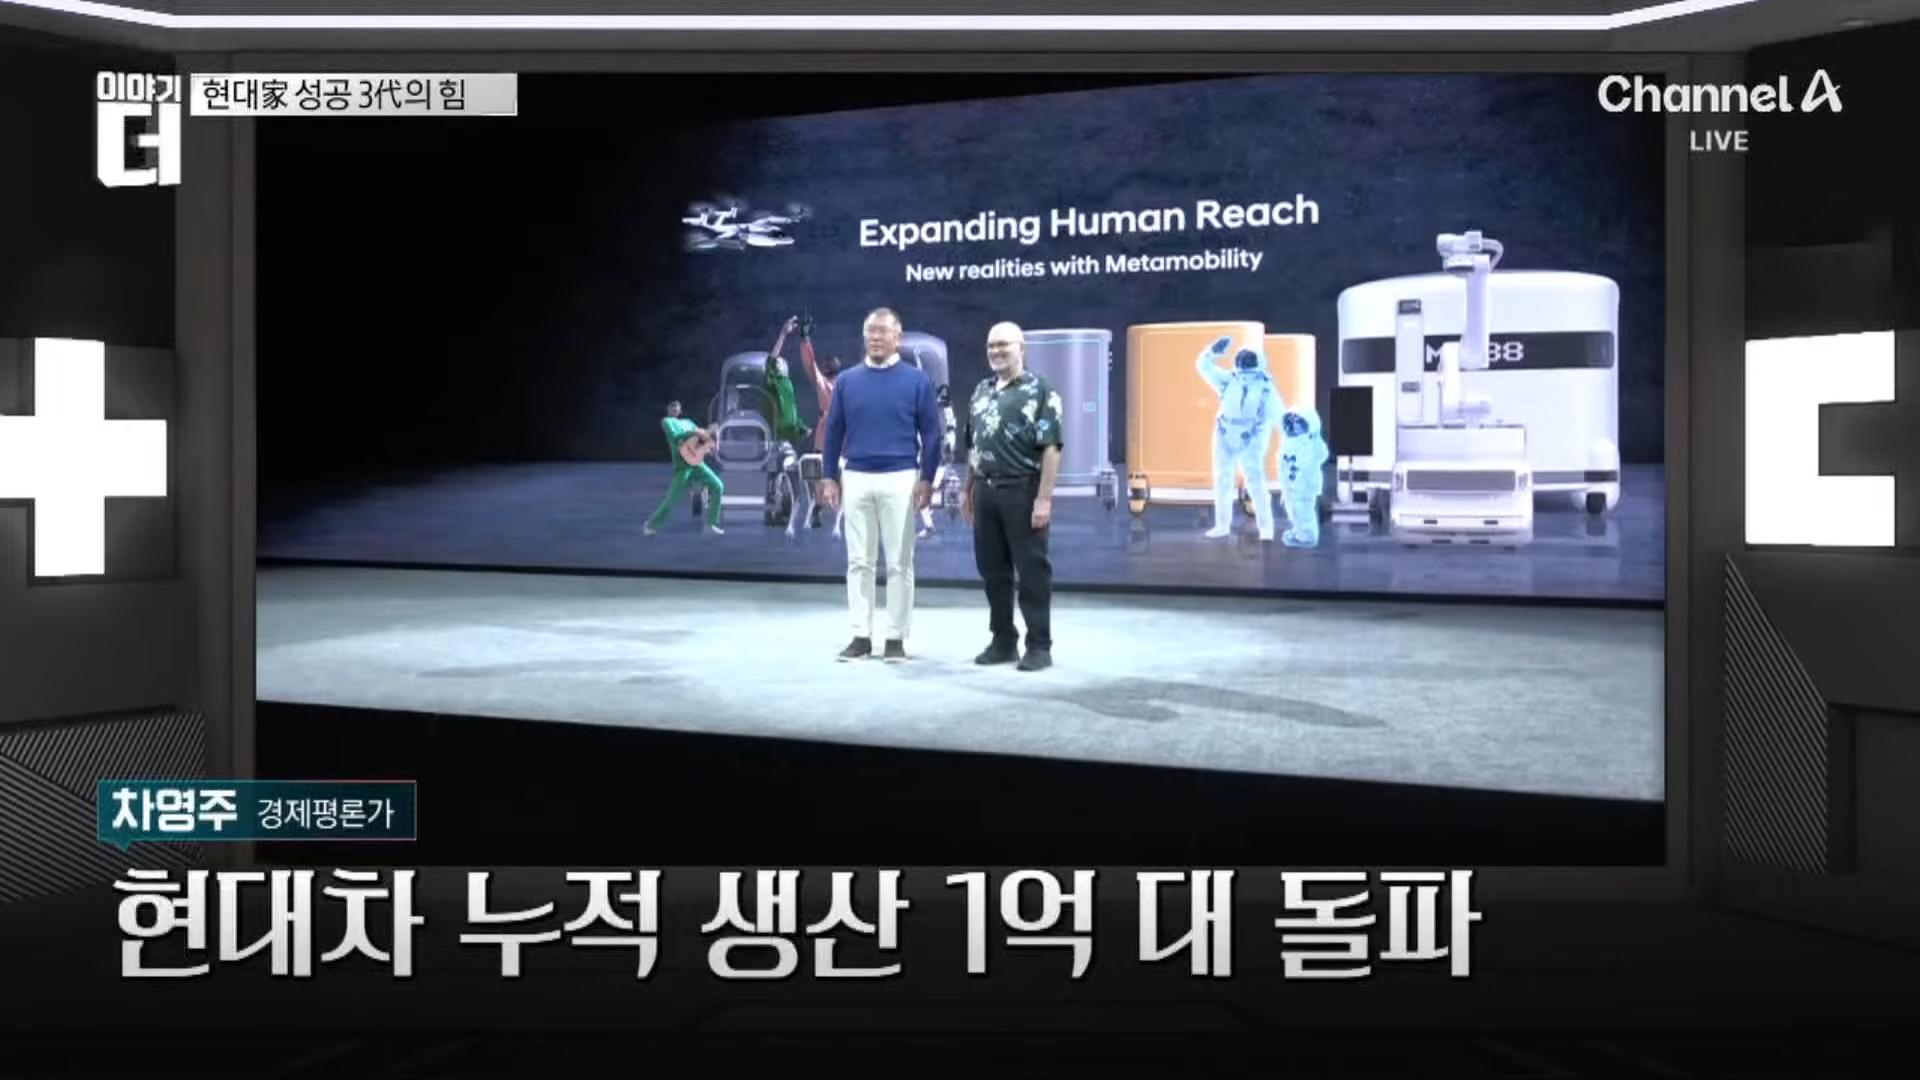 이야기
더
현대家 성공 3代의 힘
Channel A
LIVE
Expanding Human Reach
New realities with Metamobility
차영주 경제평론가
현대차 누적 생산 1억 대 돌파